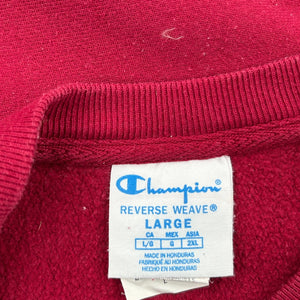 Champion
REVERSE WEAVE®
LARGE
CA MEX ASIA
L/G G 2XL
MADE IN HONDURAS
FABRIQUÉ AU HONDURAS
HECHO EN HONDURAS